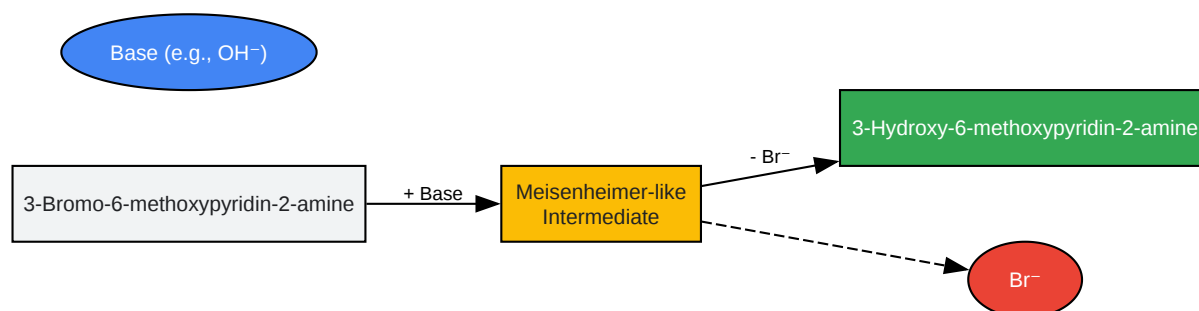 Base (e.g., OH⁻)
3-Bromo-6-methoxypyridin-2-amine
+ Base
Meisenheimer-like
Intermediate
- Br⁻
3-Hydroxy-6-methoxypyridin-2-amine
Br⁻